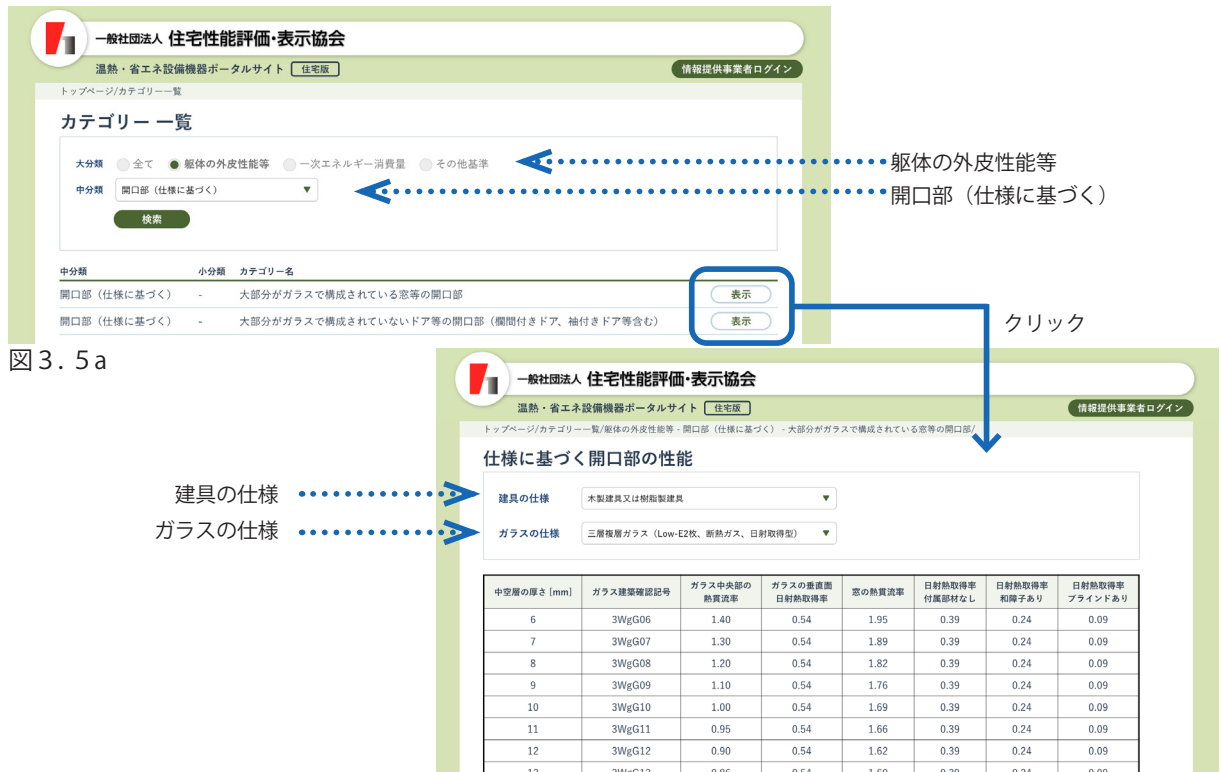 一般社団法人 住宅性能評価・表示協会
温熱・省エネ設備機器ポータルサイト 住宅版 情報提供事業者ログイン
トップページ/カテゴリー一覧
カテゴリー 一覧
大分類 全て 躯体の外皮性能等 一次エネルギー消費量 その他基準
躯体の外皮性能等
中分類 開口部（仕様に基づく） ▼
開口部（仕様に基づく）
検索
中分類 小分類 カテゴリー名
開口部（仕様に基づく） - 大部分がガラスで構成されている窓等の開口部 表示
開口部（仕様に基づく） - 大部分がガラスで構成されていないドア等の開口部（欄間付きドア、袖付きドア等含む） 表示
クリック
図３．５a
一般社団法人 住宅性能評価・表示協会
温熱・省エネ設備機器ポータルサイト 住宅版 情報提供事業者ログイン
トップページ/カテゴリー一覧/躯体の外皮性能等 - 開口部（仕様に基づく） - 大部分がガラスで構成されている窓等の開口部/
仕様に基づく開口部の性能
建具の仕様
建具の仕様 木製建具又は樹脂製建具 ▼
ガラスの仕様
ガラスの仕様 三層複層ガラス（Low-E2枚、断熱ガス、日射取得型） ▼
中空層の厚さ [mm] ガラス建築確認記号 ガラス中央部の熱貫流率 ガラスの垂直面日射熱取得率 窓の熱貫流率 日射熱取得率付属部材なし 日射熱取得率和障子あり 日射熱取得率ブラインドあり
6 3WgG06 1.40 0.54 1.95 0.39 0.24 0.09
7 3WgG07 1.30 0.54 1.89 0.39 0.24 0.09
8 3WgG08 1.20 0.54 1.82 0.39 0.24 0.09
9 3WgG09 1.10 0.54 1.76 0.39 0.24 0.09
10 3WgG10 1.00 0.54 1.69 0.39 0.24 0.09
11 3WgG11 0.95 0.54 1.66 0.39 0.24 0.09
12 3WgG12 0.90 0.54 1.62 0.39 0.24 0.09